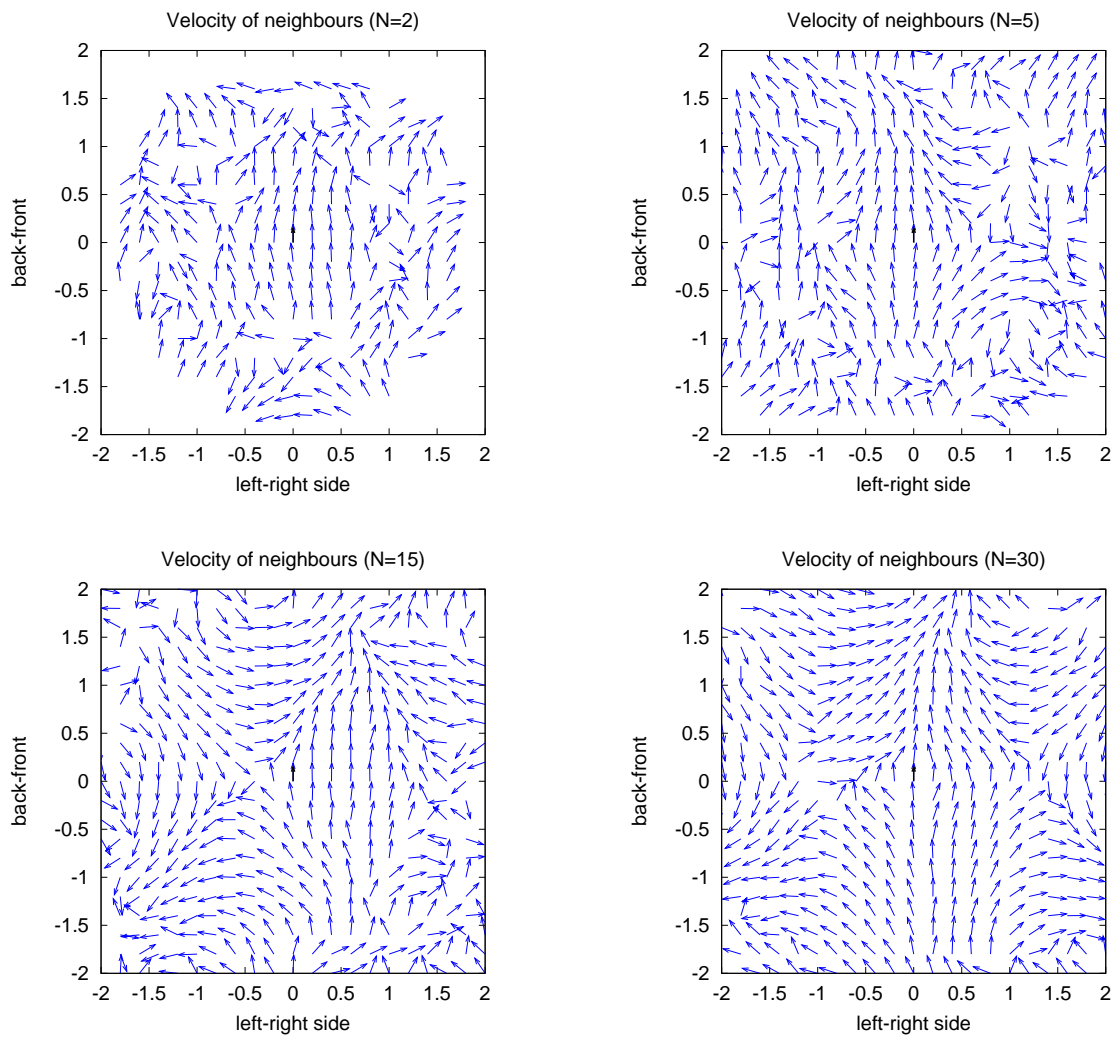 Velocity of neighbours (N=2)
2
1.5
1
0.5
0
-0.5
-1
-1.5
-2
-2 -1.5 -1 -0.5 0 0.5 1 1.5 2
back-front
left-right side
Velocity of neighbours (N=5)
2
1.5
1
0.5
0
-0.5
-1
-1.5
-2
-2 -1.5 -1 -0.5 0 0.5 1 1.5 2
back-front
left-right side
Velocity of neighbours (N=15)
2
1.5
1
0.5
0
-0.5
-1
-1.5
-2
-2 -1.5 -1 -0.5 0 0.5 1 1.5 2
back-front
left-right side
Velocity of neighbours (N=30)
2
1.5
1
0.5
0
-0.5
-1
-1.5
-2
-2 -1.5 -1 -0.5 0 0.5 1 1.5 2
back-front
left-right side